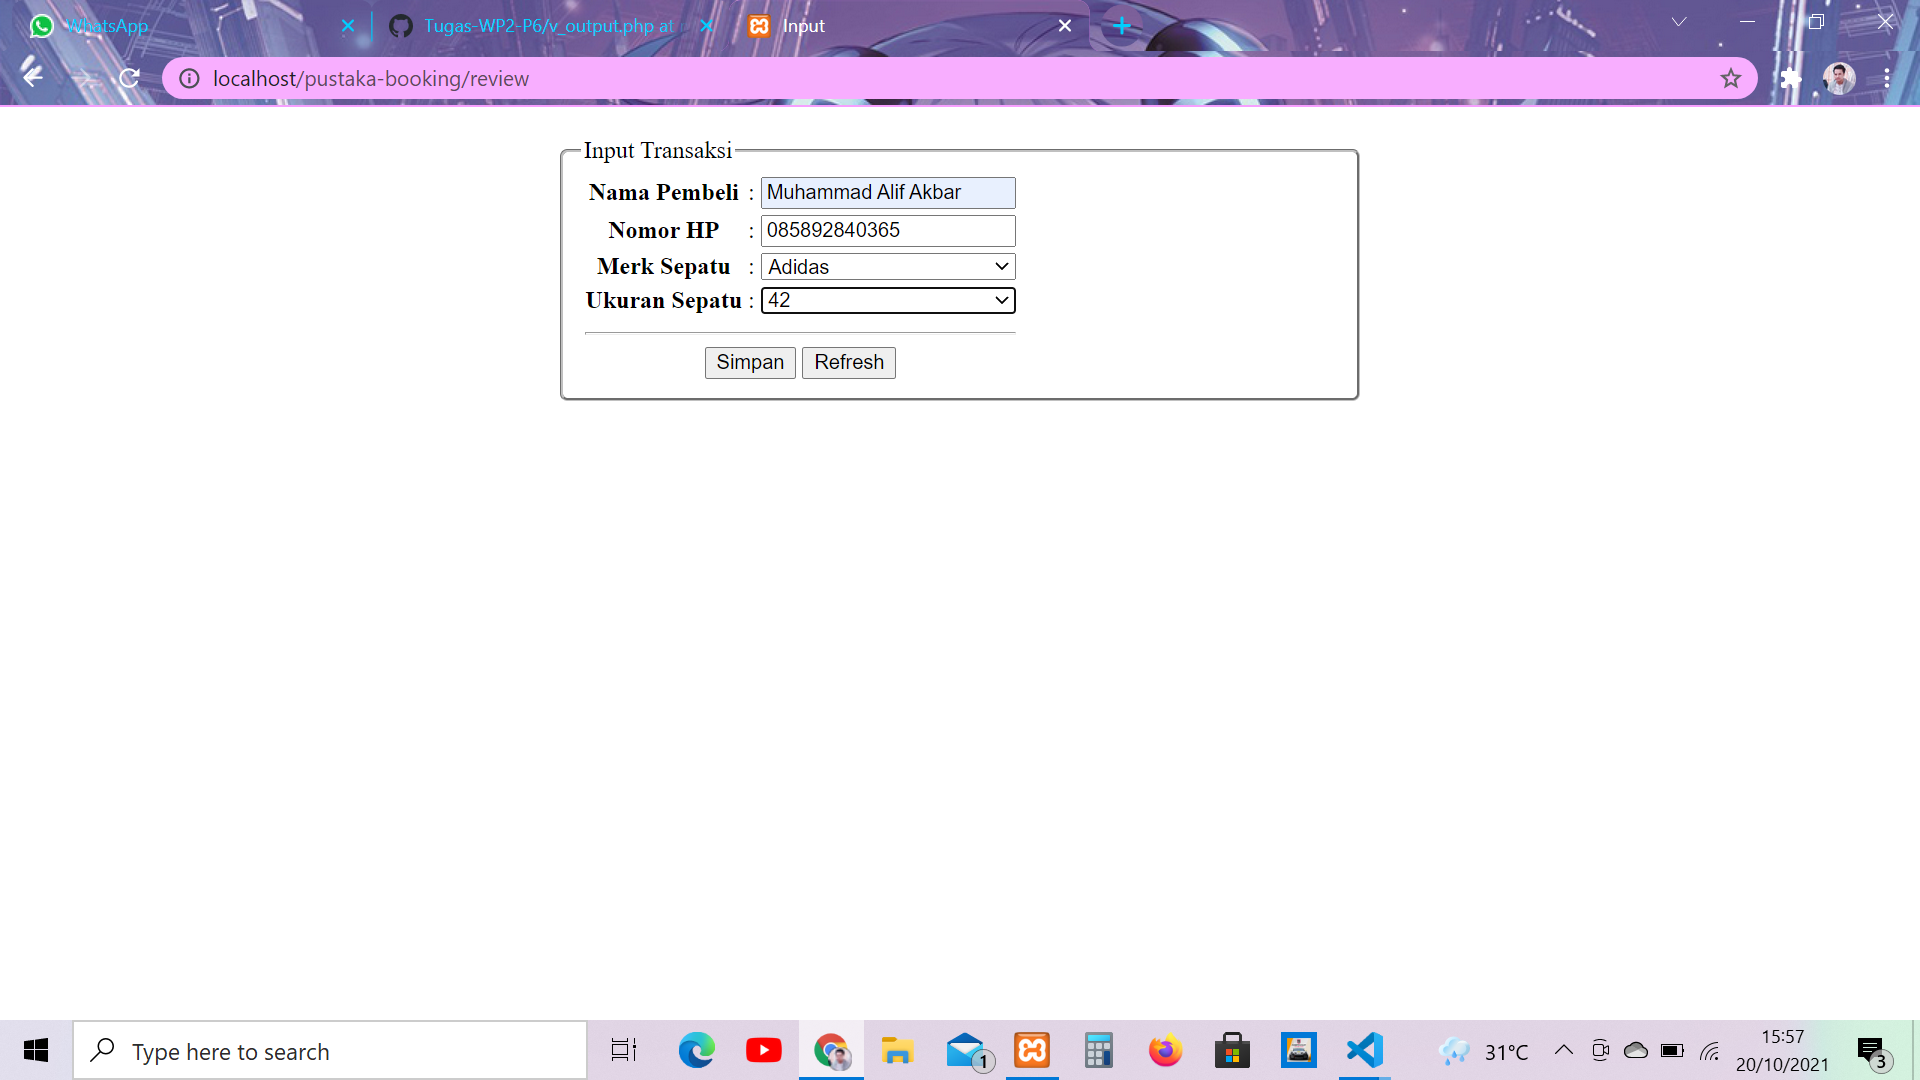 WhatsApp
Tugas-WP2-P6/v_output.php at
Input
localhost/pustaka-booking/review
Input Transaksi
Nama Pembeli : Muhammad Alif Akbar
Nomor HP : 085892840365
Merk Sepatu : Adidas
Ukuran Sepatu : 42
Simpan Refresh
Type here to search
1
31°C
15:57
20/10/2021
3